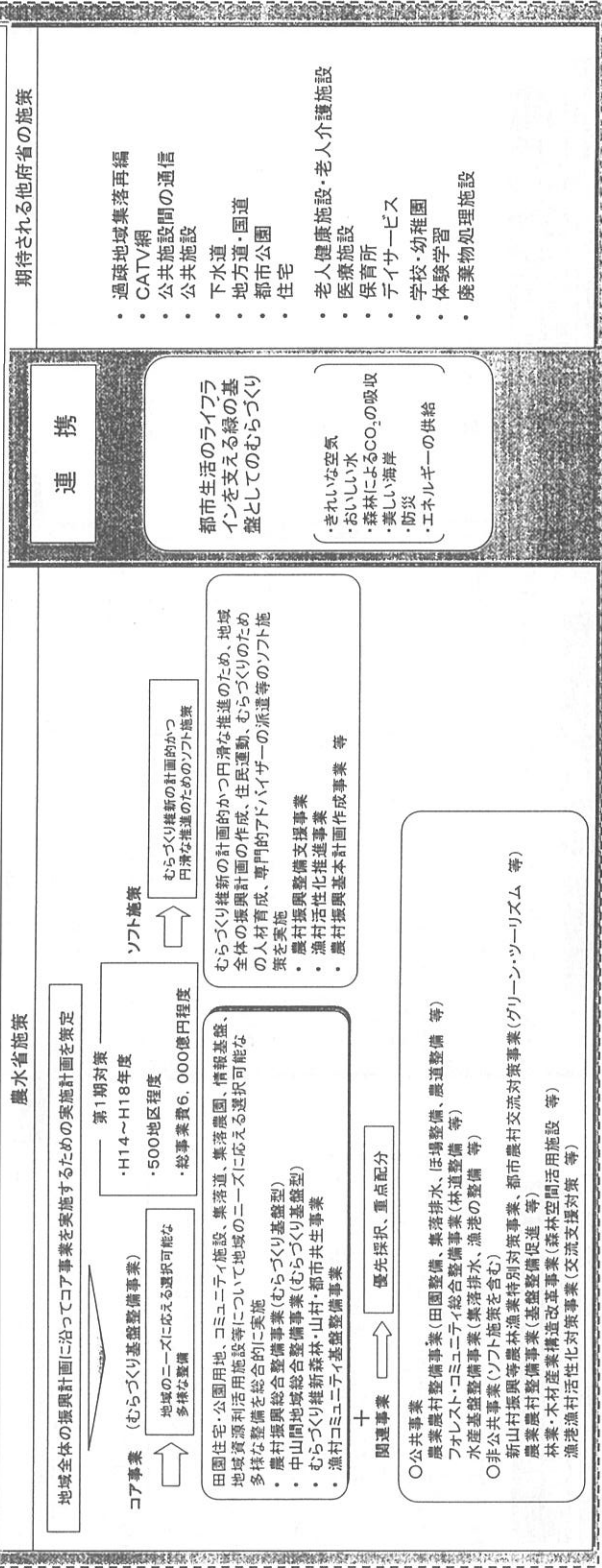 農水省施策
地域全体の振興計画に沿ってコア事業を実施するための実施計画を策定
第1期対策
・H14～H18年度
・500地区程度
・総事業費6,000億円程度
コア事業 (むらづくり基盤整備事業)
地域のニーズに応える選択可能な
多様な整備
田園住宅・公園用地、コミュニティ施設、集落道、集落農園、情報基盤、
地域資源利活用施設等について地域のニーズに応える選択可能な
多様な整備を総合的に実施
・ 農村振興総合整備事業(むらづくり基盤型)
・ 中山間地域総合整備事業(むらづくり基盤型)
・ むらづくり維新森林・山村・都市共生事業
・ 漁村コミュニティ基盤整備事業
＋
関連事業
優先採択、重点配分
○公共事業
農業農村整備事業(田園整備、集落排水、ほ場整備、農道整備 等)
フォレスト・コミュニティ総合整備事業(林道整備 等)
水産基盤整備事業(集落排水、漁港の整備 等)
○非公共事業(ソフト施策を含む)
新山村振興等農林漁業特別対策事業、都市農村交流対策事業(グリーン・ツーリズム 等)
農業農村整備事業(基盤整備促進 等)
林業・木材産業構造改革事業(森林空間活用施設 等)
漁港漁村活性化対策事業(交流支援対策 等)
ソフト施策
むらづくり維新の計画的かつ
円滑な推進のためのソフト施策
むらづくり維新の計画的かつ円滑な推進のため、地域
全体の振興計画の作成、住民運動、むらづくりのため
の人材育成、専門的アドバイザーの派遣等のソフト施
策を実施
・ 農村振興整備支援事業
・ 漁村活性化推進事業
・ 農村振興基本計画作成事業 等
連 携
都市生活のライフラ
インを支える緑の基
盤としてのむらづくり
・きれいな空気
・おいしい水
・森林によるCO₂の吸収
・美しい海岸
・防災
・エネルギーの供給
期待される他府省の施策
・ 過疎地域集落再編
・ CATV網
・ 公共施設間の通信
・ 公共施設
・ 下水道
・ 地方道・国道
・ 都市公園
・ 住宅
・ 老人健康施設・老人介護施設
・ 医療施設
・ 保育所
・ デイサービス
・ 学校・幼稚園
・ 体験学習
・ 廃棄物処理施設